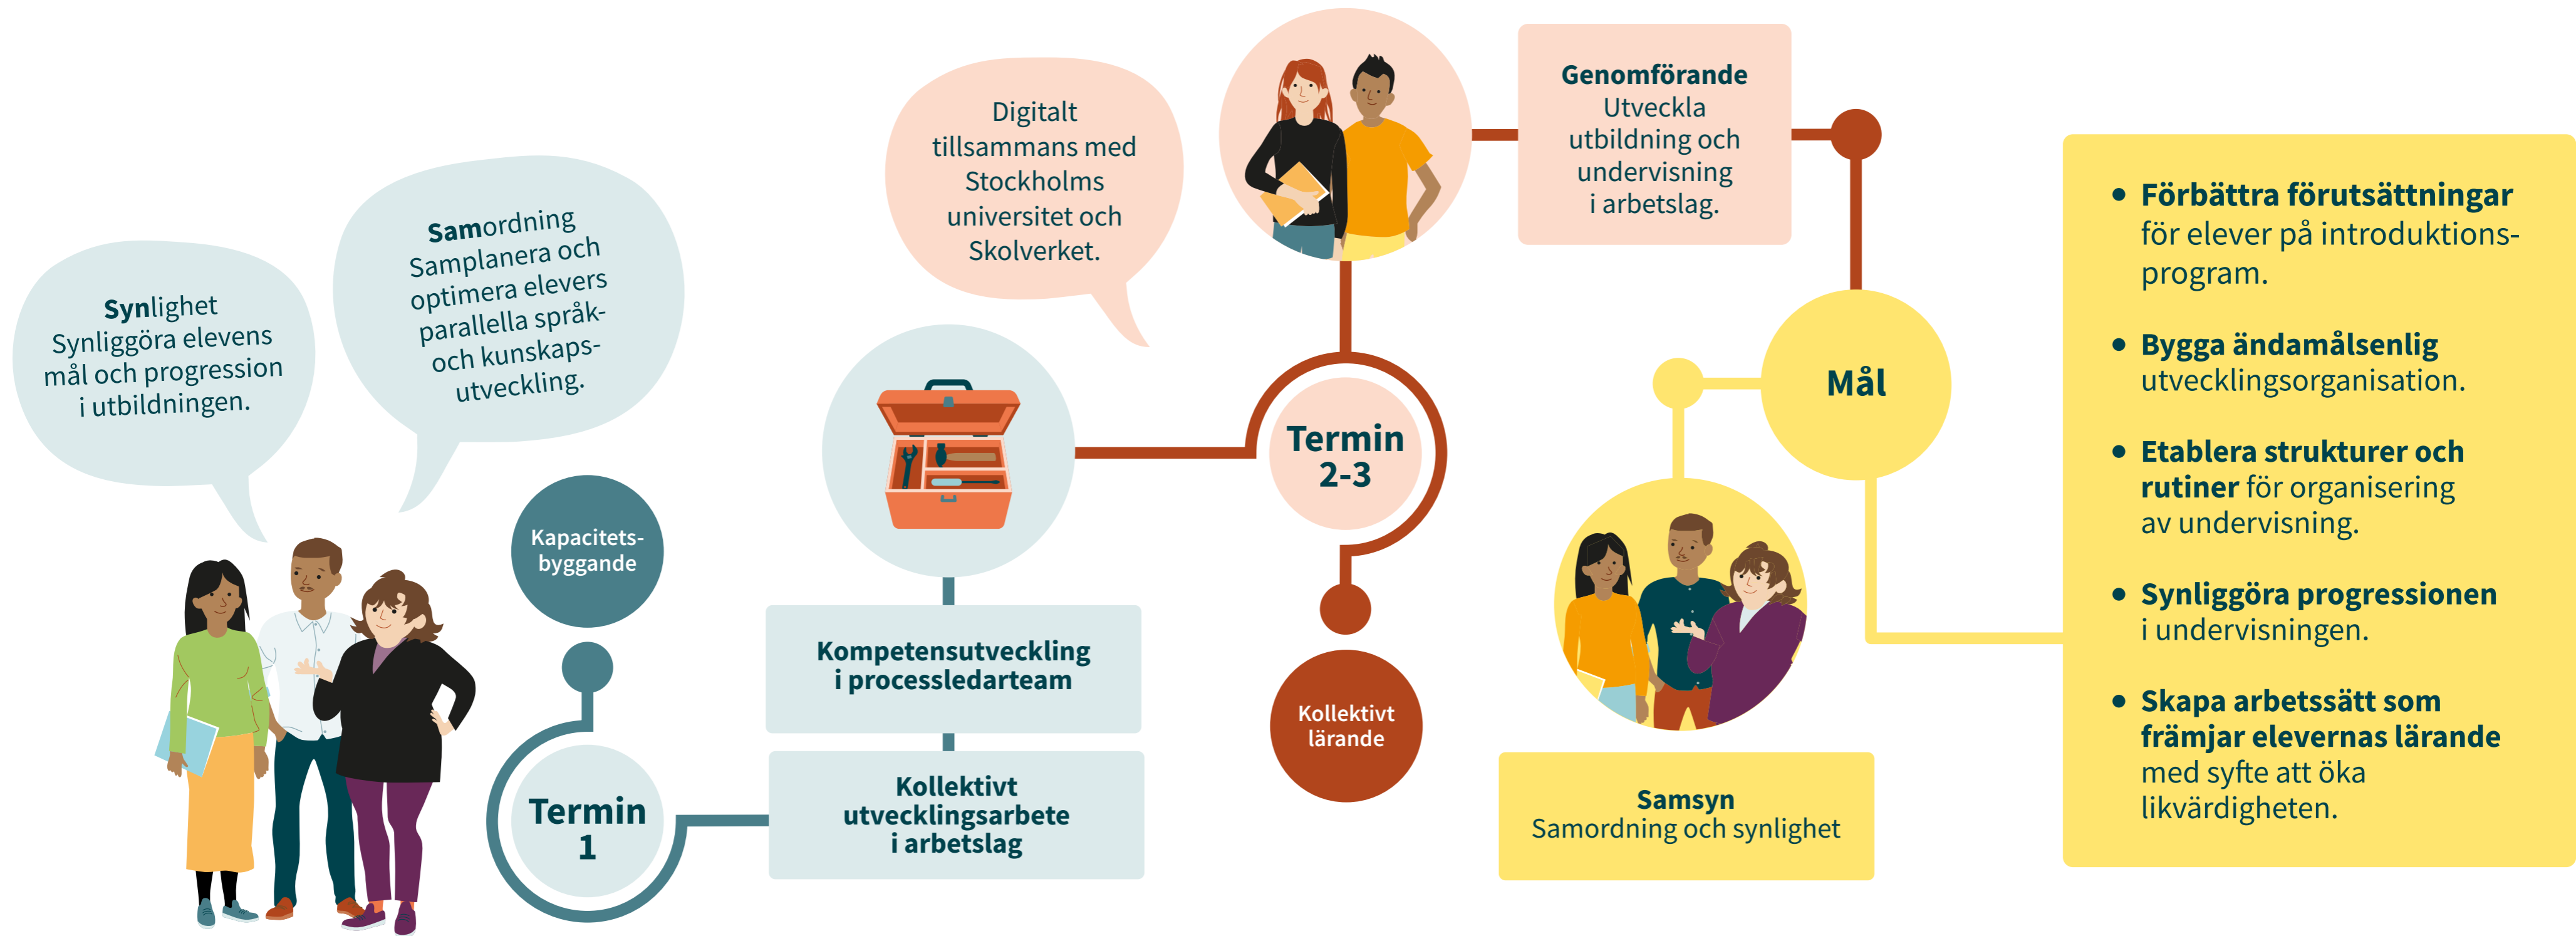 Synlighet
Synliggöra elevens
mål och progression
i utbildningen.
Samordning
Samplanera och
optimera elevers
parallella språk-
och kunskaps-
utveckling.
Kapacitets-
byggande
Termin
1
Kompetensutveckling
i processledarteam
Kollektivt
utvecklingsarbete
i arbetslag
Digitalt
tillsammans med
Stockholms
universitet och
Skolverket.
Termin
2-3
Kollektivt
lärande
Genomförande
Utveckla
utbildning och
undervisning
i arbetslag.
Mål
Samsyn
Samordning och synlighet
• Förbättra förutsättningar
för elever på introduktions-
program.
• Bygga ändamålsenlig
utvecklingsorganisation.
• Etablera strukturer och
rutiner för organisering
av undervisning.
• Synliggöra progressionen
i undervisningen.
• Skapa arbetssätt som
främjar elevernas lärande
med syfte att öka
likvärdigheten.